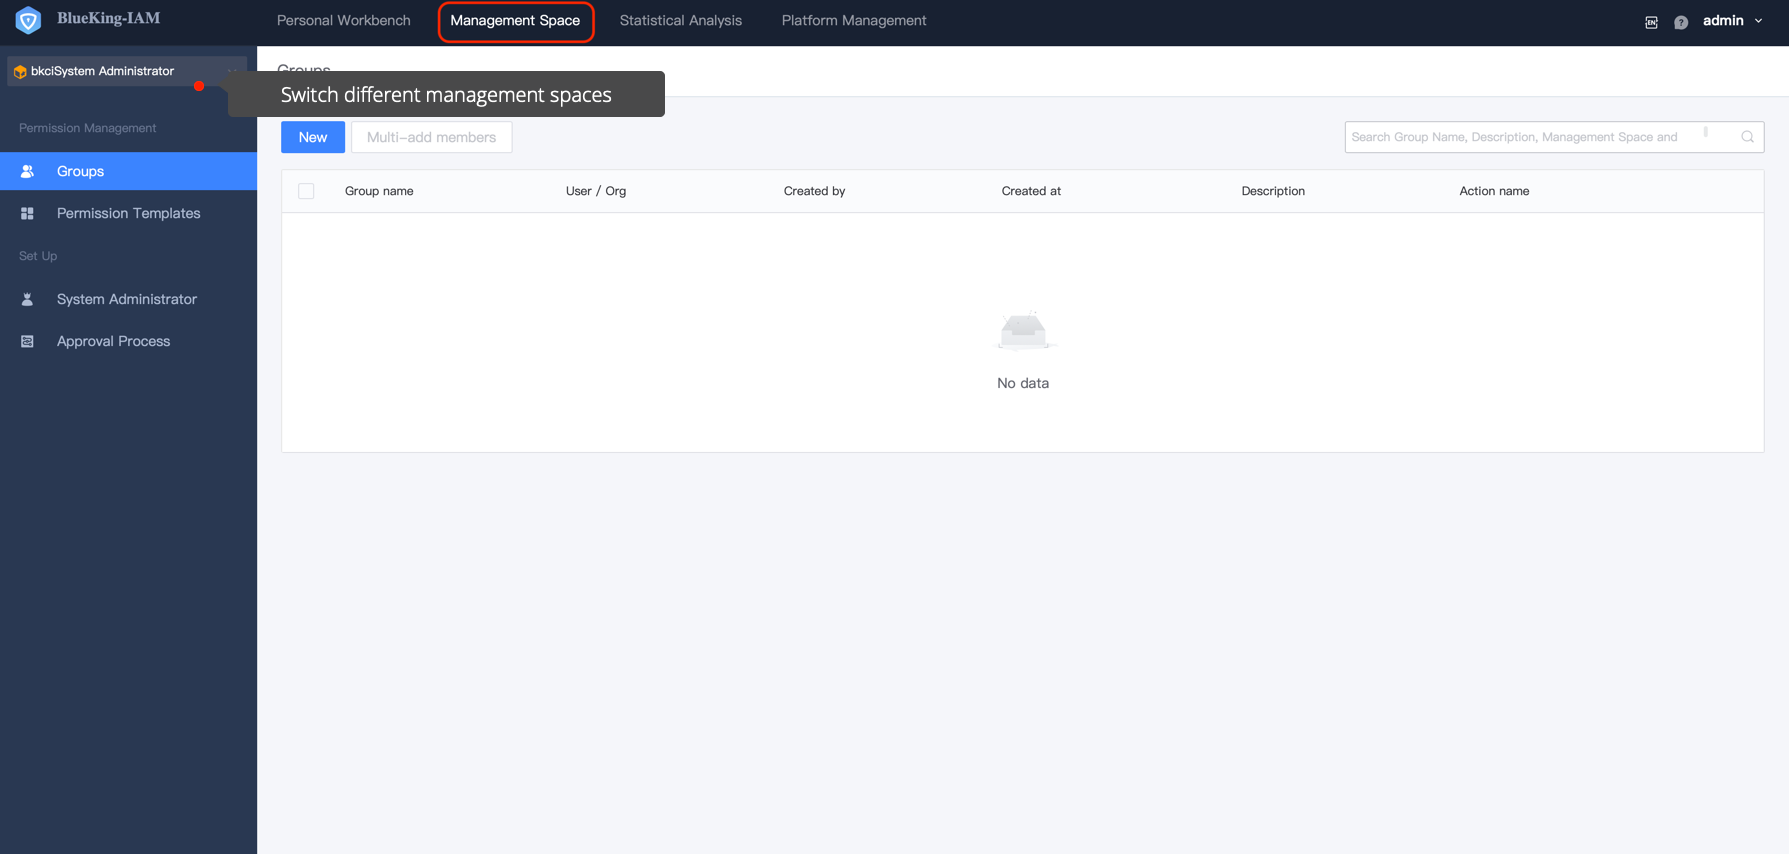 BlueKing-IAM
Personal Workbench
Management Space
Statistical Analysis
Platform Management
EN
?
admin
bkciSystem Administrator
Groups
Switch different management spaces
Permission Management
New
Multi-add members
Search Group Name, Description, Management Space and
Groups
Group name
User / Org
Created by
Created at
Description
Action name
Permission Templates
Set Up
System Administrator
Approval Process
No data